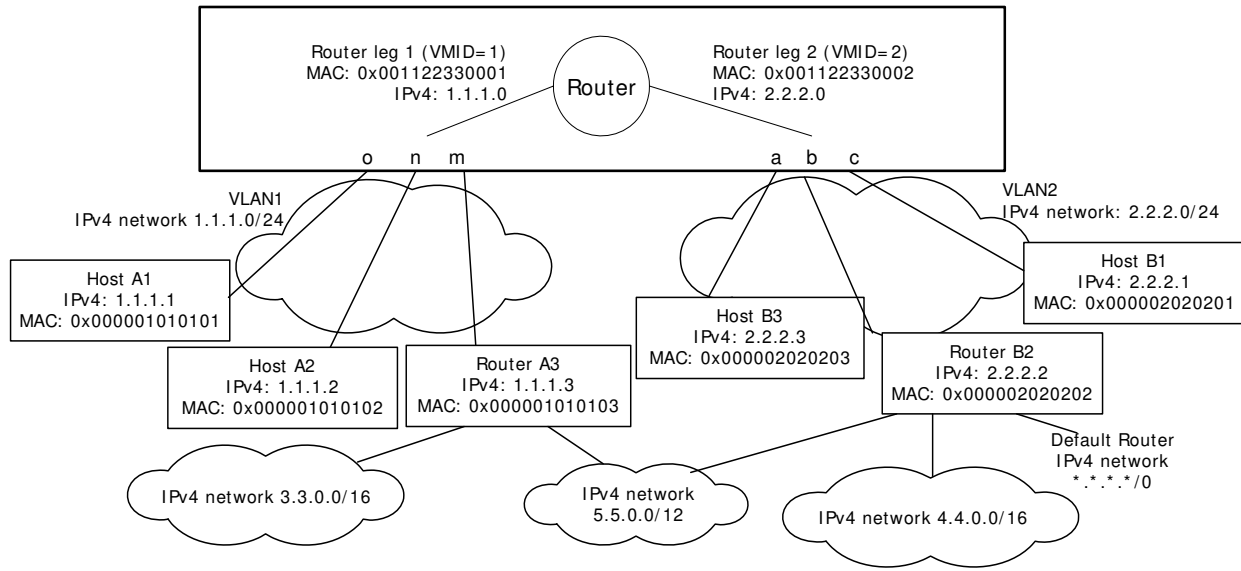 Router leg 1 (VMID=1)
MAC: 0x001122330001
IPv4: 1.1.1.0
Router
Router leg 2 (VMID=2)
MAC: 0x001122330002
IPv4: 2.2.2.0
o n m
a b c
VLAN1
IPv4 network 1.1.1.0/24
VLAN2
IPv4 network: 2.2.2.0/24
Host A1
IPv4: 1.1.1.1
MAC: 0x000001010101
Host B1
IPv4: 2.2.2.1
MAC: 0x000002020201
Host B3
IPv4: 2.2.2.3
MAC: 0x000002020203
Host A2
IPv4: 1.1.1.2
MAC: 0x000001010102
Router A3
IPv4: 1.1.1.3
MAC: 0x000001010103
Router B2
IPv4: 2.2.2.2
MAC: 0x000002020202
Default Router
IPv4 network
*.*.*.*/0
IPv4 network 3.3.0.0/16
IPv4 network
5.5.0.0/12
IPv4 network 4.4.0.0/16